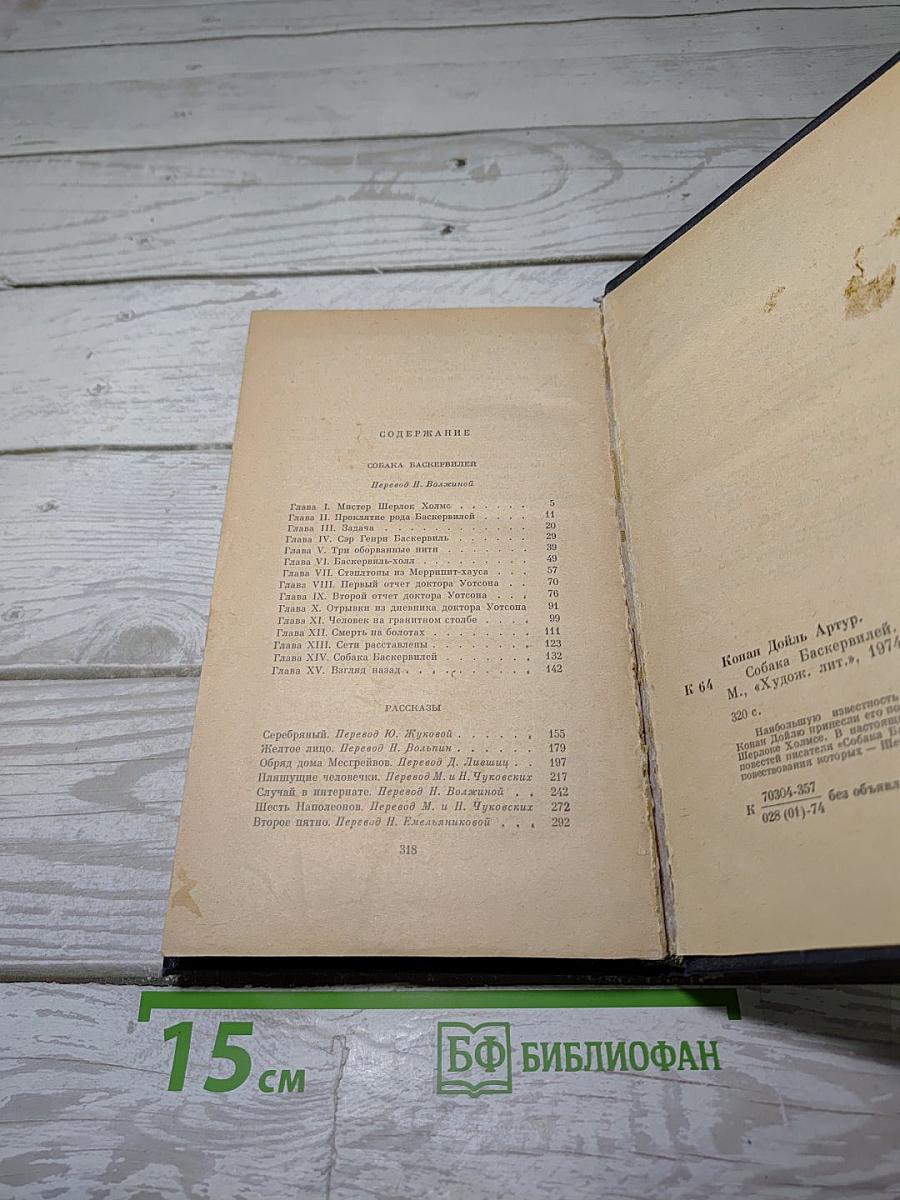 СОДЕРЖАНИЕ
СОБАКА БАСКЕРВИЛЕЙ
Перевод Н. Волжиной
Глава I. Мистер Шерлок Холмс . . . . . . 5
Глава II. Проклятие рода Баскервилей . . . . 11
Глава III. Задача . . . . . . . . . . . 20
Глава IV. Сэр Генри Баскервиль . . . . . . 29
Глава V. Три оборванные нити . . . . . . . 39
Глава VI. Баскервиль-холл . . . . . . . . 49
Глава VII. Стэплтоны из Меррипит-хауса . . . 57
Глава VIII. Первый отчет доктора Уотсона . . 70
Глава IX. Второй отчет доктора Уотсона . . . 76
Глава X. Отрывки из дневника доктора Уотсона 91
Глава XI. Человек на гранитном столбе . . . . 99
Глава XII. Смерть на болотах . . . . . . . 111
Глава XIII. Сети расставлены . . . . . . . 123
Глава XIV. Собака Баскервилей . . . . . . 132
Глава XV. Взгляд назад . . . . . . . . . 142
РАССКАЗЫ
Серебряный. Перевод Ю. Жуковой . . . . . . 155
Желтое лицо. Перевод Н. Вольпин . . . . . . 179
Обряд дома Месгрейвов. Перевод Д. Лившиц . . 197
Пляшущие человечки. Перевод М. и Н. Чуковских 217
Случай в интернате. Перевод Н. Волжиной . . . 242
Шесть Наполеонов. Перевод М. и Н. Чуковских 272
Второе пятно. Перевод Н. Емельяниковой . . . 292
318
Конан Дойль Артур.
К 64 Собака Баскервилей.
М., «Худож. лит.», 1974
320 с.
Наибольшую известность
Конан Дойлю принесли его по
Шерлоке Холмсе. В настоящ
повестей писателя «Собака Ба
повествования которых — Ше
К 70304-357
028 (01)-74 без объявл
15 см
БФ БИБЛИОФАН